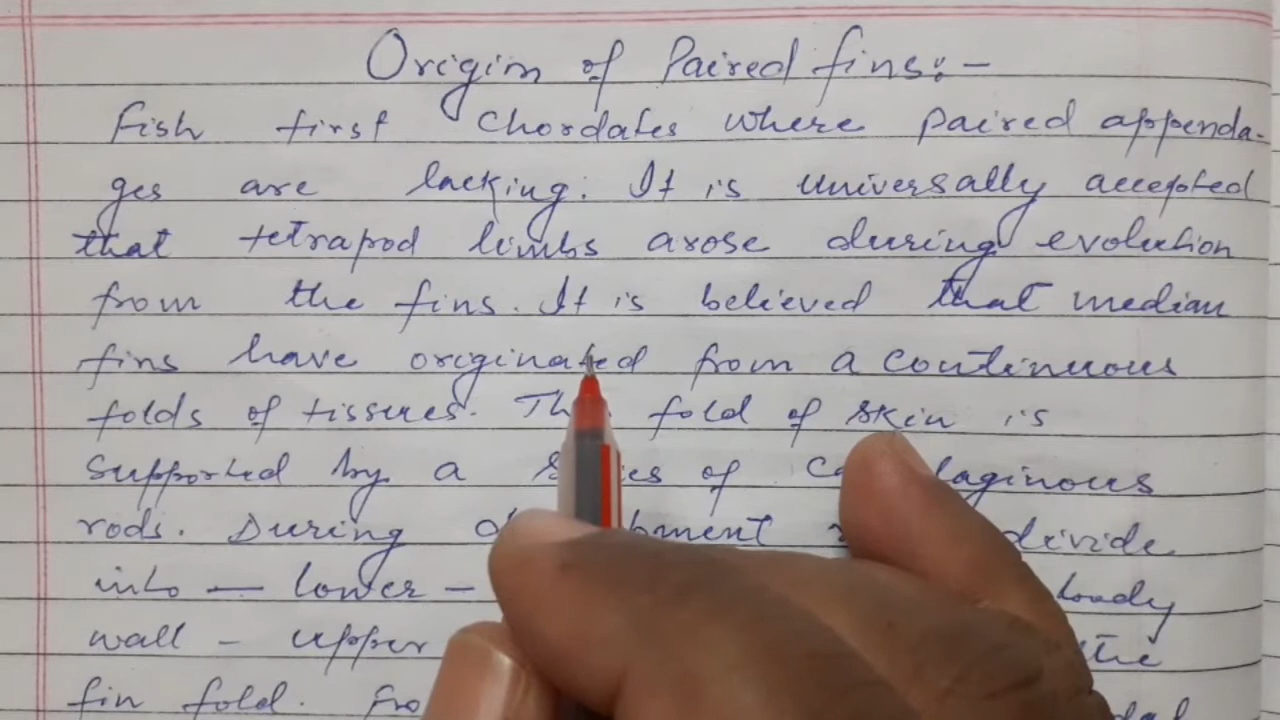 Origin of Paired fins:-
Fish first chordates where paired appenda-
ges are lacking. It is universally accepted
that tetrapod limbs arose during evolution
from the fins. It is believed that median
fins have originated from a continuous
folds of tissues. fold of skin is
supported by a of
rods. During divide
into — lower - body
wall - upper the
fin fold.